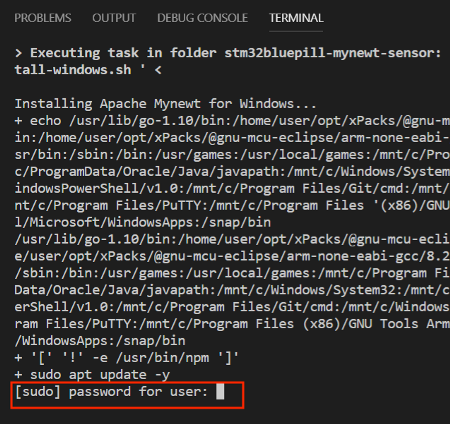 PROBLEMS OUTPUT DEBUG CONSOLE TERMINAL
> Executing task in folder stm32bluepill-mynewt-sensor:
tall-windows.sh ' <
Installing Apache Mynewt for Windows...
+ echo /usr/lib/go-1.10/bin:/home/user/opt/xPacks/@gnu-m
in:/home/user/opt/xPacks/@gnu-mcu-eclipse/arm-none-eabi-
sr/bin:/sbin:/bin:/usr/games:/usr/local/games:/mnt/c/Pro
c/ProgramData/Oracle/Java/javapath:/mnt/c/Windows/System
indowsPowerShell/v1.0:/mnt/c/Program Files/Git/cmd:/mnt/
nt/c/Program Files/PuTTY:/mnt/c/Program Files '(x86)/GNU
l/Microsoft/WindowsApps:/snap/bin
/usr/lib/go-1.10/bin:/home/user/opt/xPacks/@gnu-mcu-ecli
e/user/opt/xPacks/@gnu-mcu-eclipse/arm-none-eabi-gcc/8.2
/sbin:/bin:/usr/games:/usr/local/games:/mnt/c/Program Fi
Data/Oracle/Java/javapath:/mnt/c/Windows/System32:/mnt/c
erShell/v1.0:/mnt/c/Program Files/Git/cmd:/mnt/c/Windows
ram Files/PuTTY:/mnt/c/Program Files (x86)/GNU Tools Arm
/WindowsApps:/snap/bin
+ '[' '!' -e /usr/bin/npm ']'
+ sudo apt update -y
[sudo] password for user: